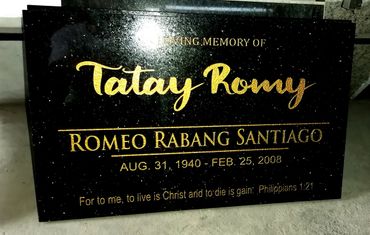 LOVING MEMORY OF
Tatay Romy
ROMEO RABANG SANTIAGO
AUG. 31, 1940 - FEB. 25, 2008
For to me, to live is Christ and to die is gain: Philippians 1:21